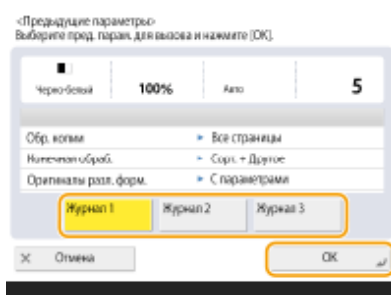 <Предыдущие параметры>
Выберите пред. парам. для вызова и нажмите [OK].
Черно-белый 100% Авто 5
Обр. копии ► Все страницы
Конечная обраб. ► Сорт. + Другое
Оригиналы разл. форм. ► С параметрами
Журнал 1 Журнал 2 Журнал 3
× Отмена OK